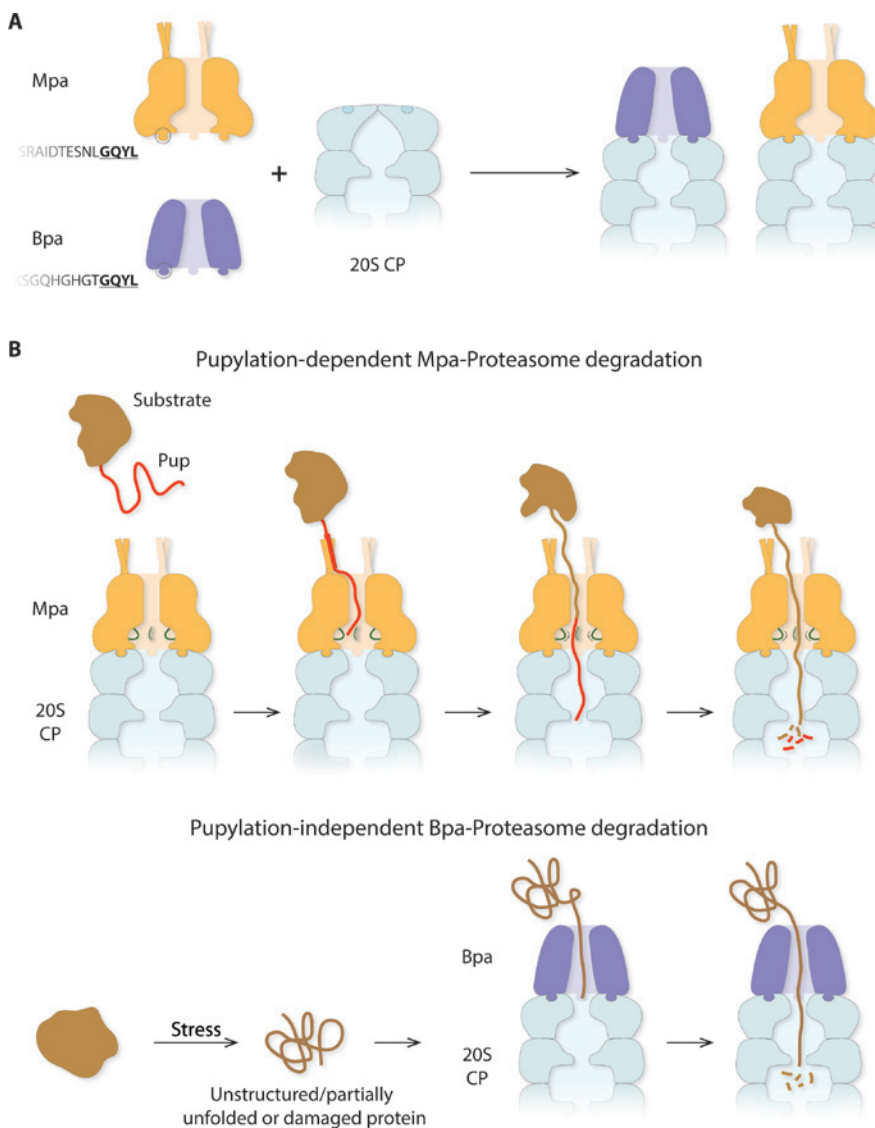 A
Mpa
SRAIDTESNLGQYL
+
Bpa
KSGQHGHGTGQYL
20S CP
B
Pupylation-dependent Mpa-Proteasome degradation
Substrate
Pup
Mpa
20S
CP
Pupylation-independent Bpa-Proteasome degradation
Bpa
Stress
20S
CP
Unstructured/partially
unfolded or damaged protein